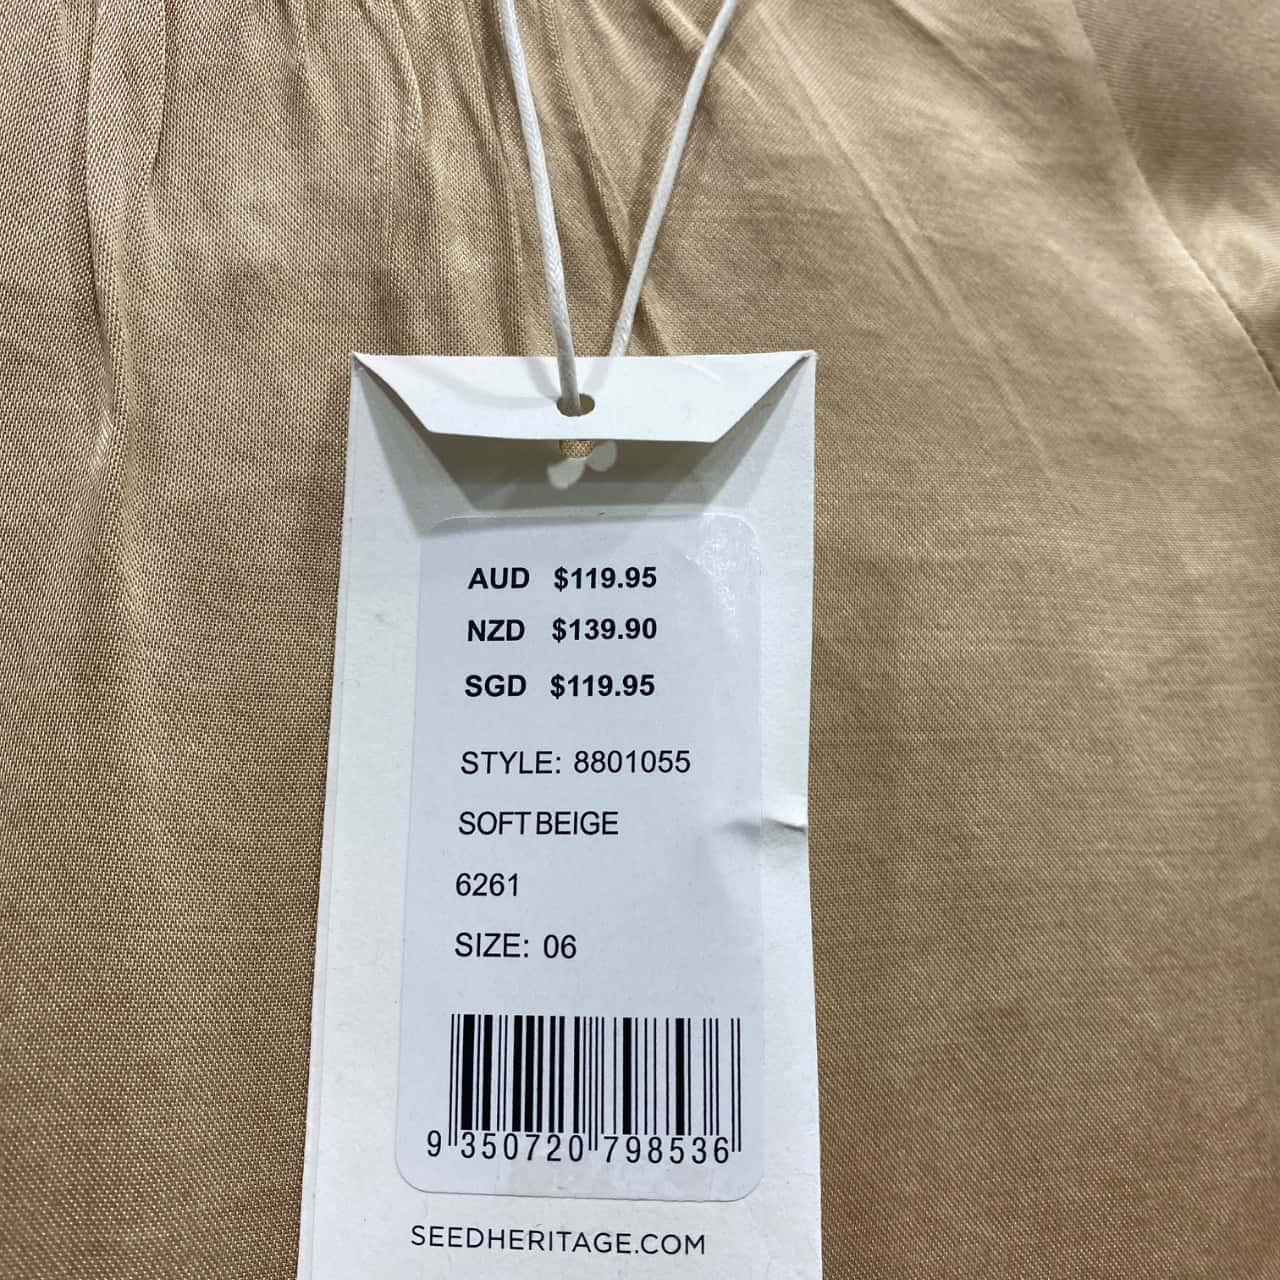 AUD $119.95
NZD $139.90
SGD $119.95
STYLE: 8801055
SOFT BEIGE
6261
SIZE: 06
9 350720 798536
SEEDHERITAGE.COM